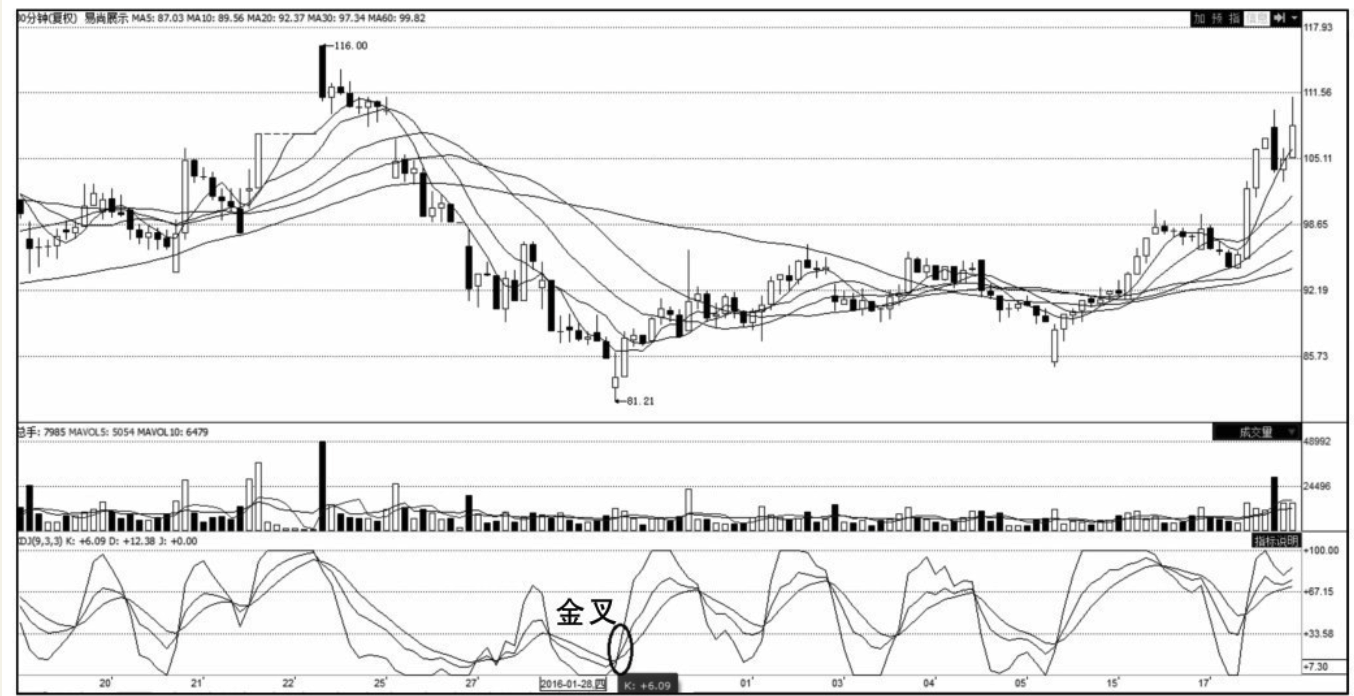 0分钟(复权) 易尚展示 MA5: 87.03 MA10: 89.56 MA20: 92.37 MA30: 97.34 MA60: 99.82
加 预 指 信息
117.93
116.00
111.56
105.11
98.65
92.19
85.73
81.21
总手: 7985 MAVOL5: 5054 MAVOL10: 6479
成交量
48992
24496
KDJ(9,3,3) K: +6.09 D: +12.38 J: +0.00
指标说明
+100.00
+67.15
金叉
+33.58
+7.30
20' 21' 22' 25' 27' 2016-01-28,四 K: +6.09 01' 03' 04' 05' 15' 17'